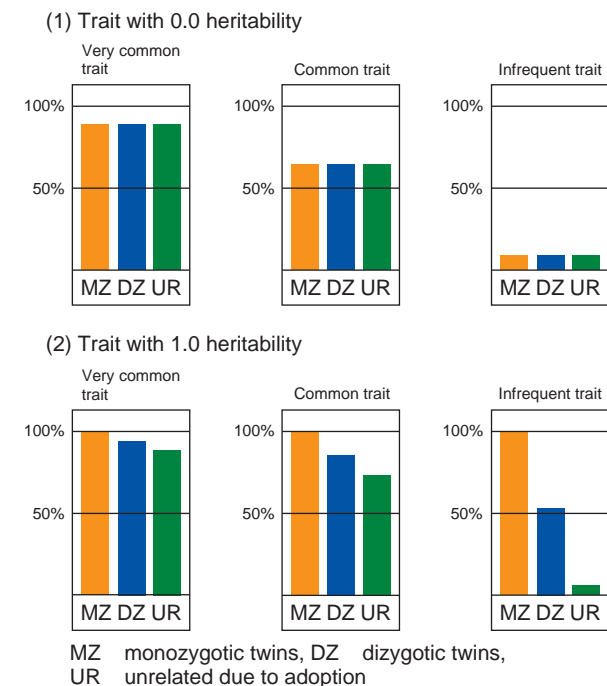 (1) Trait with 0.0 heritability
Very common
trait
Common trait
Infrequent trait
100%
100%
100%
50%
50%
50%
MZ DZ UR
MZ DZ UR
MZ DZ UR
(2) Trait with 1.0 heritability
Very common
trait
Common trait
Infrequent trait
100%
100%
100%
50%
50%
50%
MZ DZ UR
MZ DZ UR
MZ DZ UR
MZ monozygotic twins, DZ dizygotic twins,
UR unrelated due to adoption